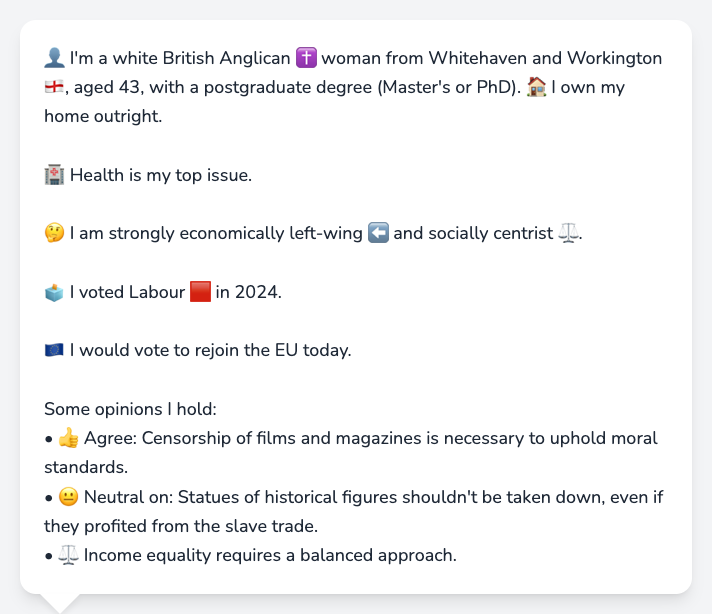 👤 I'm a white British Anglican ✝️ woman from Whitehaven and Workington
🏴󠁧󠁢󠁥󠁮󠁧󠁿, aged 43, with a postgraduate degree (Master's or PhD). 🏠 I own my
home outright.
🏥 Health is my top issue.
🤔 I am strongly economically left-wing ⬅️ and socially centrist ⚖️.
🗳️ I voted Labour 🟥 in 2024.
🇪🇺 I would vote to rejoin the EU today.
Some opinions I hold:
• 👍 Agree: Censorship of films and magazines is necessary to uphold moral
standards.
• 😐 Neutral on: Statues of historical figures shouldn't be taken down, even if
they profited from the slave trade.
• ⚖️ Income equality requires a balanced approach.